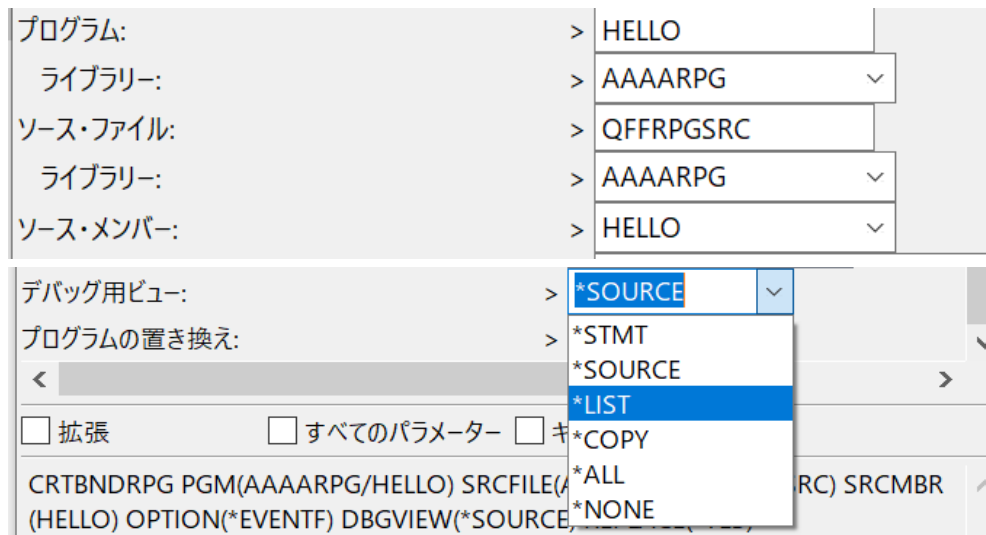 プログラム: > HELLO
ライブラリー: > AAAARPG
ソース・ファイル: > QFFRPGSRC
ライブラリー: > AAAARPG
ソース・メンバー: > HELLO
デバッグ用ビュー: > *SOURCE
プログラムの置き換え: >
*STMT
*SOURCE
*LIST
*COPY
*ALL
*NONE
拡張 すべてのパラメーター キ
CRTBNDRPG PGM(AAAARPG/HELLO) SRCFILE( RC) SRCMBR
(HELLO) OPTION(*EVENTF) DBGVIEW(*SOURCE)